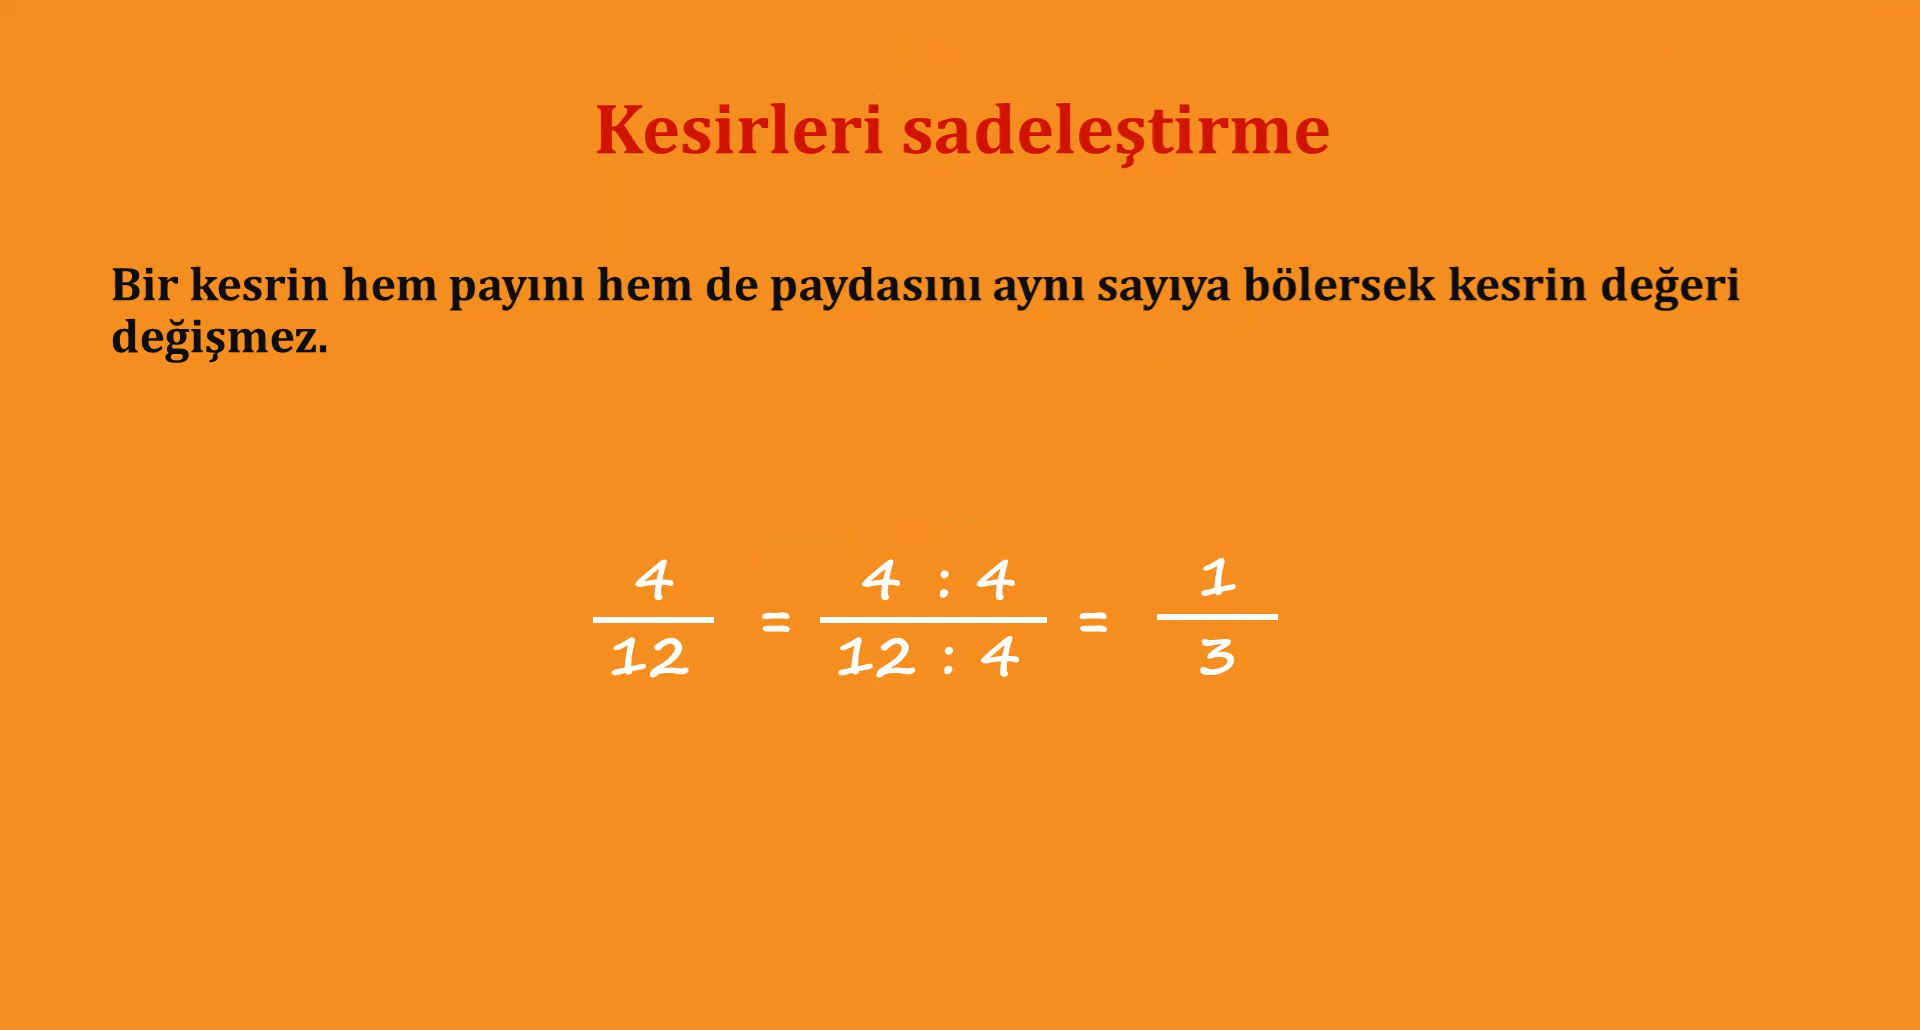 Kesirleri sadeleştirme
Bir kesrin hem payını hem de paydasını aynı sayıya bölersek kesrin değeri
değişmez.
4/12 = 4 : 4/12 : 4 = 1/3